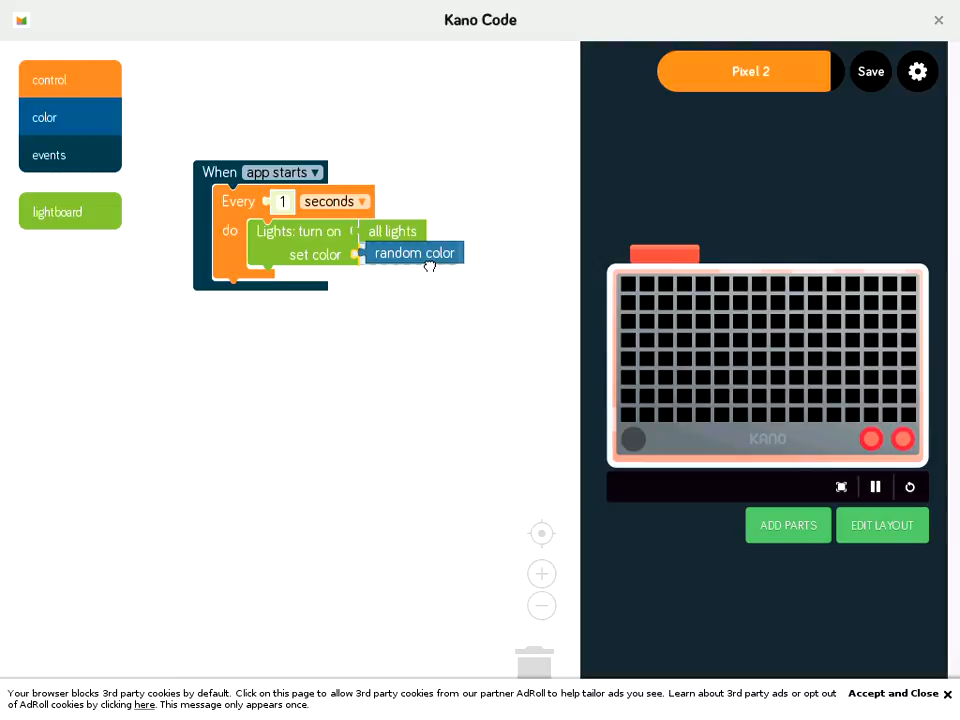 Kano Code
control
color
events
lightboard
When app starts ▾
Every 1 seconds ▾
do Lights: turn on all lights
set color random color
Pixel 2
Save
KANO
ADD PARTS
EDIT LAYOUT
Your browser blocks 3rd party cookies by default. Click on this page to allow 3rd party cookies from our partner AdRoll to help tailor ads you see. Learn about 3rd party ads or opt out
of AdRoll cookies by clicking here. This message only appears once.
Accept and Close ×